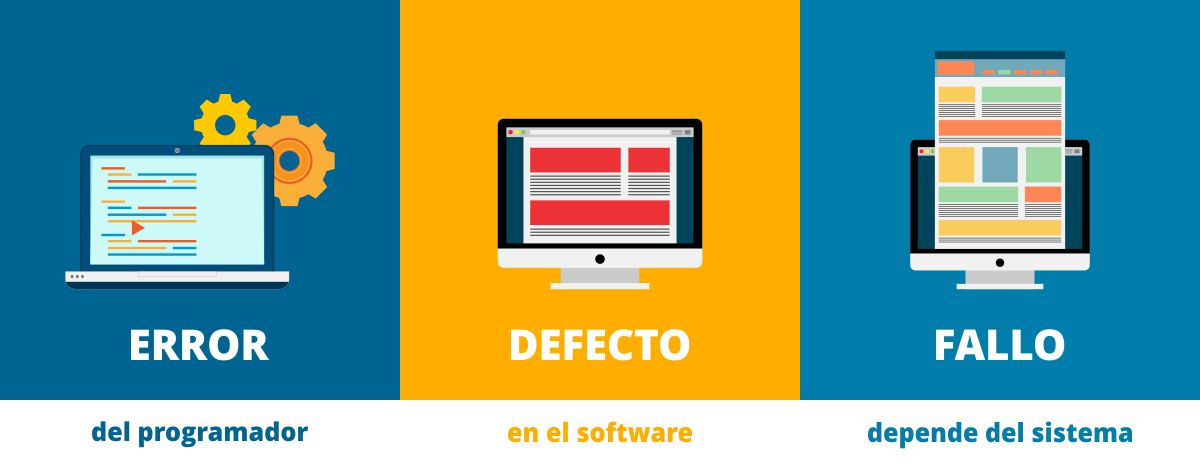 ERROR
DEFECTO
FALLO
del programador
en el software
depende del sistema